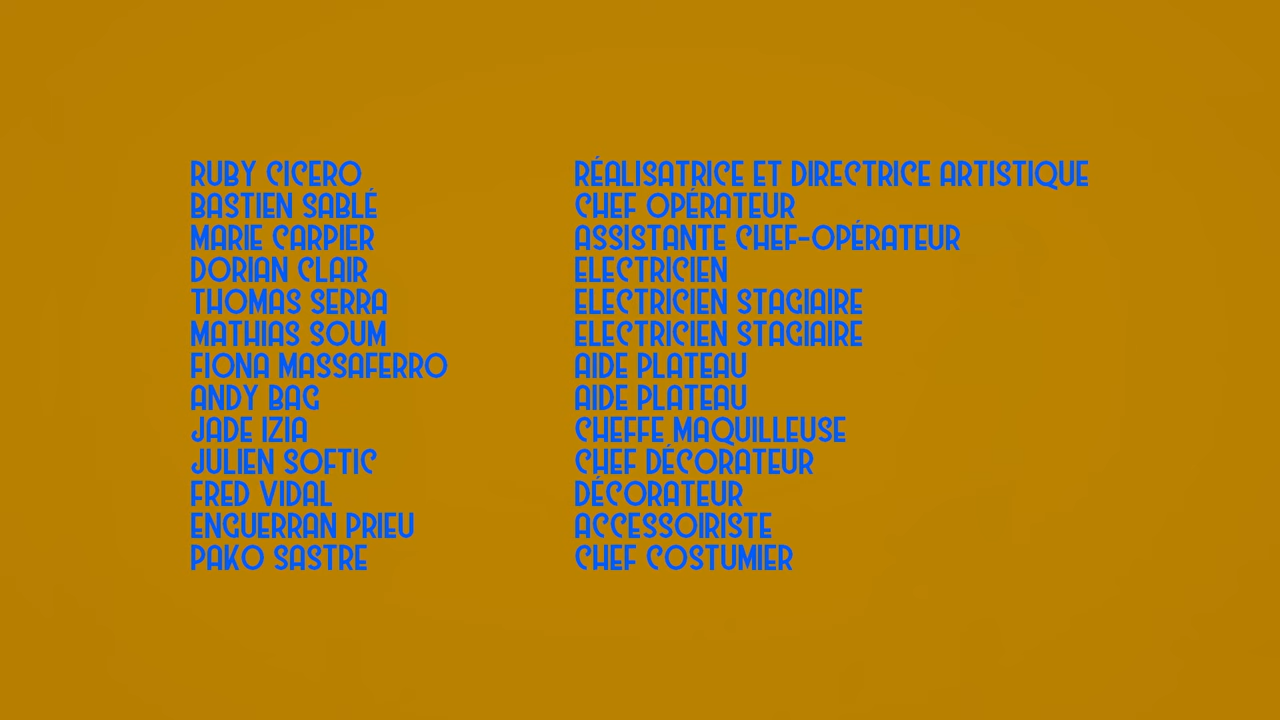 RUBY CICERO RÉALISATRICE ET DIRECTRICE ARTISTIQUE
BASTIEN SABLÉ CHEF OPÉRATEUR
MARIE CARPIER ASSISTANTE CHEF-OPÉRATEUR
DORIAN CLAIR ELECTRICIEN
THOMAS SERRA ELECTRICIEN STAGIAIRE
MATHIAS SOUM ELECTRICIEN STAGIAIRE
FIONA MASSAFERRO AIDE PLATEAU
ANDY BAG AIDE PLATEAU
JADE IZIA CHEFFE MAQUILLEUSE
JULIEN SOFTIC CHEF DÉCORATEUR
FRED VIDAL DÉCORATEUR
ENGUERRAN PRIEU ACCESSOIRISTE
PAKO SASTRE CHEF COSTUMIER